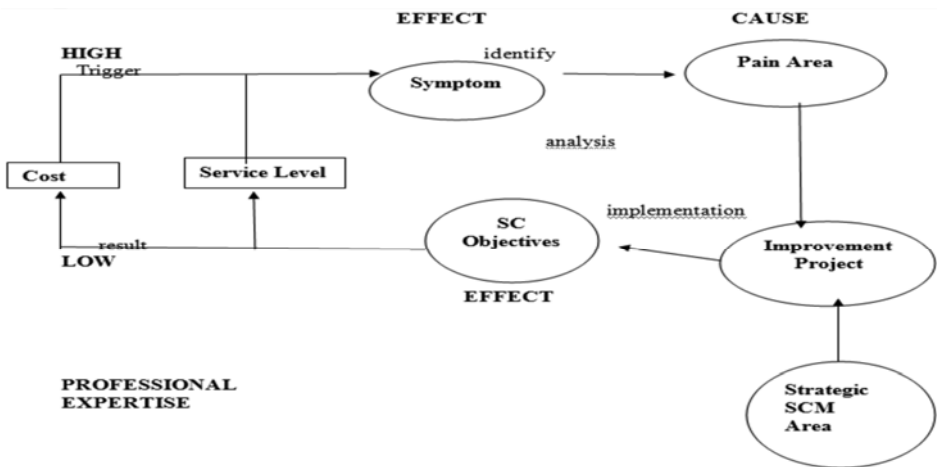 EFFECT
CAUSE
HIGH
Trigger
identify
Symptom
Pain Area
analysis
Cost
Service Level
implementation
SC
Objectives
Improvement
Project
result
LOW
EFFECT
PROFESSIONAL
EXPERTISE
Strategic
SCM
Area